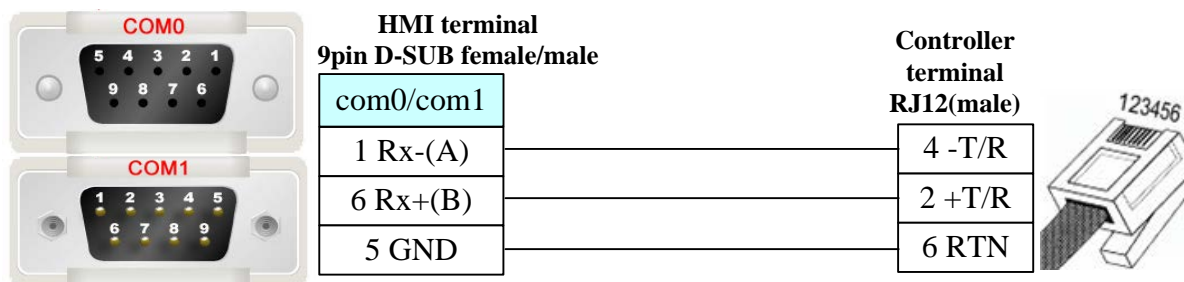 COM0
5 4 3 2 1
9 8 7 6
COM1
1 2 3 4 5
6 7 8 9
HMI terminal
9pin D-SUB female/male
com0/com1
1 Rx-(A)
6 Rx+(B)
5 GND
Controller
terminal
RJ12(male)
4 -T/R
2 +T/R
6 RTN
123456